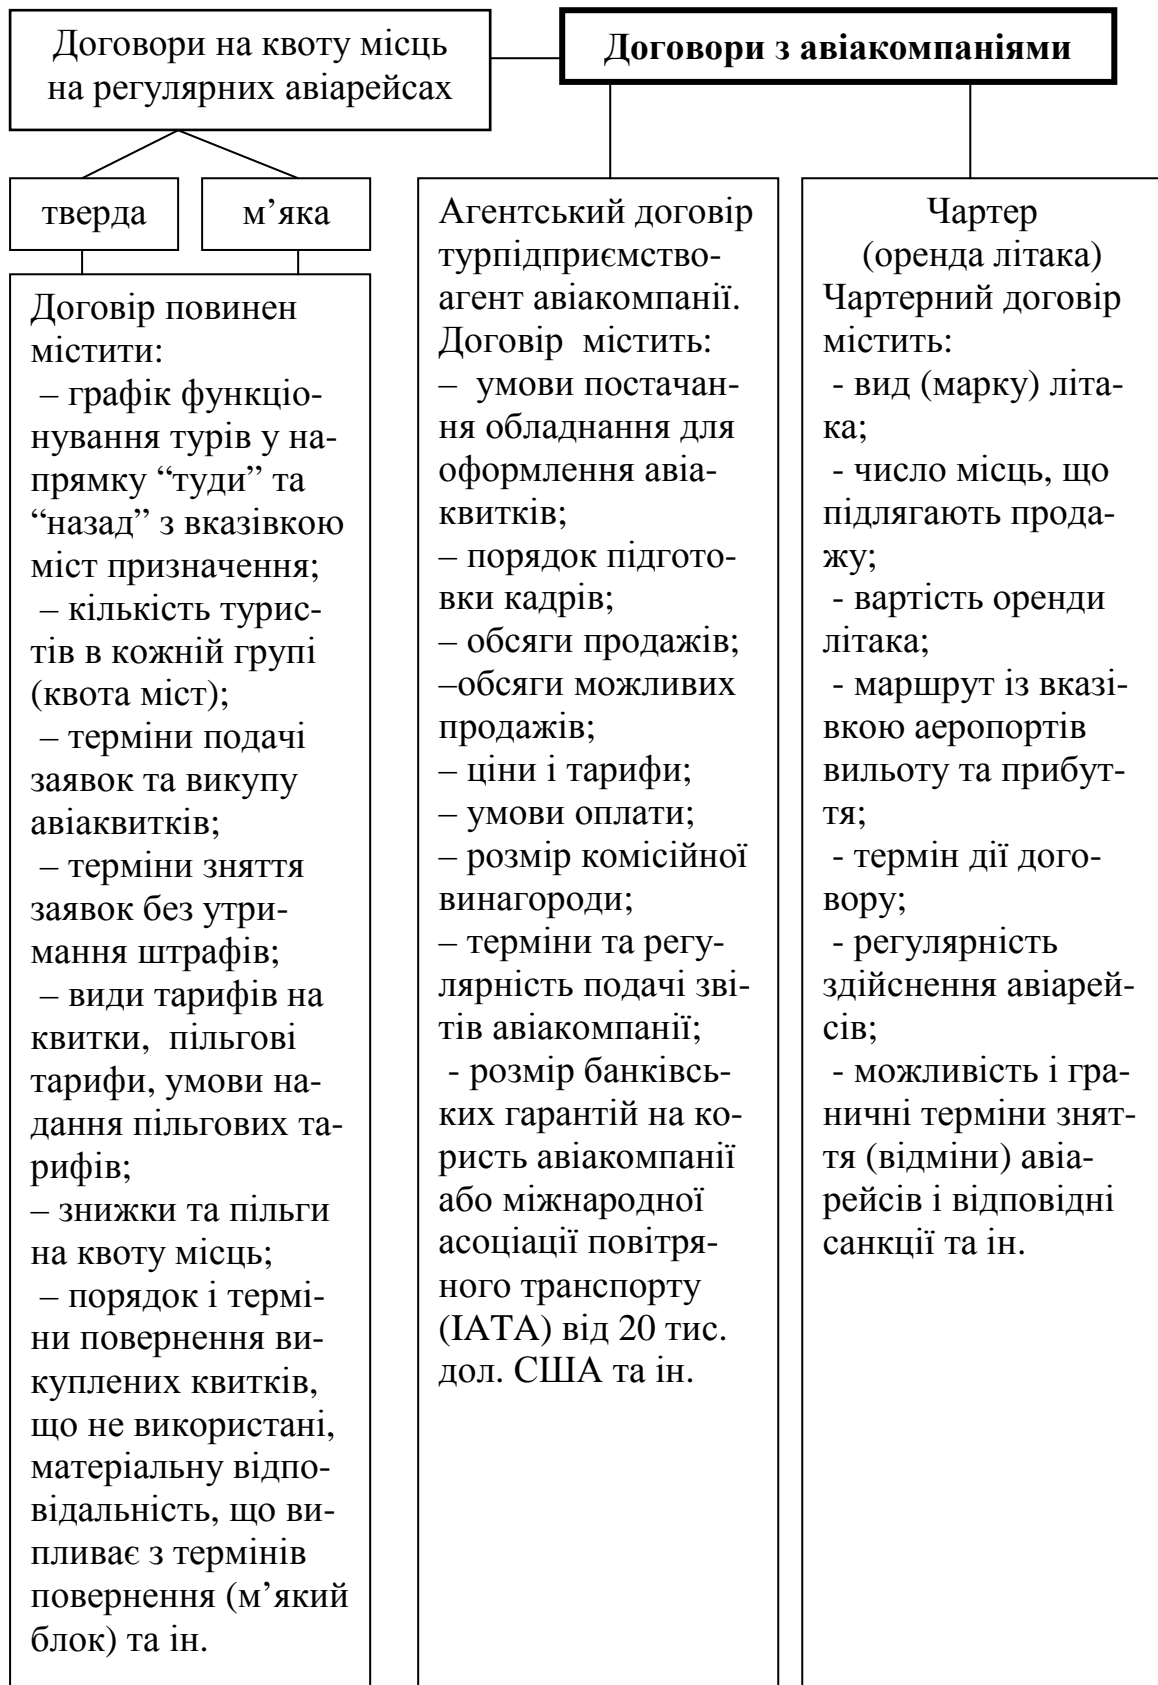 Договори на квоту місць
на регулярних авіарейсах
Договори з авіакомпаніями
тверда
м’яка
Договір повинен
містити:
– графік функціо-
нування турів у на-
прямку “туди” та
“назад” з вказівкою
міст призначення;
– кількість турис-
тів в кожній групі
(квота міст);
– терміни подачі
заявок та викупу
авіаквитків;
– терміни зняття
заявок без утри-
мання штрафів;
– види тарифів на
квитки,  пільгові
тарифи, умови на-
дання пільгових та-
рифів;
– знижки та пільги
на квоту місць;
– порядок і термі-
ни повернення ви-
куплених квитків,
що не використані,
матеріальну відпо-
відальність, що ви-
пливає з термінів
повернення (м’який
блок) та ін.
Агентський договір
турпідприємство-
агент авіакомпанії.
Договір  містить:
–  умови постачан-
ня обладнання для
оформлення авіа-
квитків;
– порядок підгото-
вки кадрів;
– обсяги продажів;
–обсяги можливих
продажів;
– ціни і тарифи;
– умови оплати;
– розмір комісійної
винагороди;
– терміни та регу-
лярність подачі зві-
тів авіакомпанії;
- розмір банківсь-
ких гарантій на ко-
ристь авіакомпанії
або міжнародної
асоціації повітря-
ного транспорту
(ІАТА) від 20 тис.
дол. США та ін.
Чартер
(оренда літака)
Чартерний договір
містить:
- вид (марку) літа-
ка;
- число місць, що
підлягають прода-
жу;
- вартість оренди
літака;
- маршрут із вказі-
вкою аеропортів
вильоту та прибут-
тя;
- термін дії дого-
вору;
- регулярність
здійснення авіарей-
сів;
- можливість і гра-
ничні терміни знят-
тя (відміни) авіа-
рейсів і відповідні
санкції та ін.